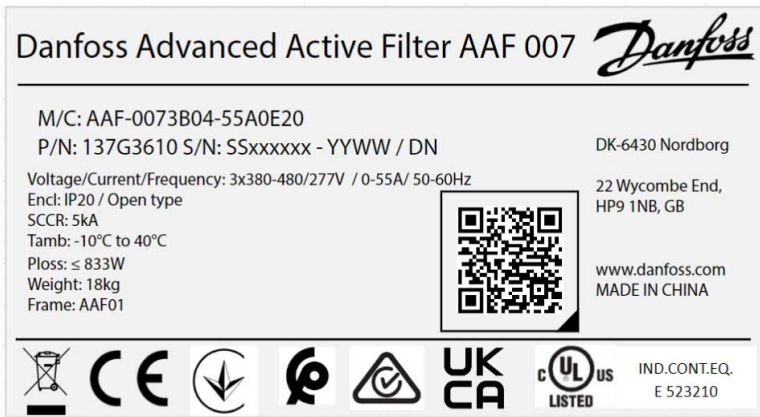 Danfoss Advanced Active Filter AAF 007
Danfoss
M/C: AAF-0073B04-55A0E20
P/N: 137G3610 S/N: SSxxxxxx - YYWW / DN
Voltage/Current/Frequency: 3x380-480/277V / 0-55A/ 50-60Hz
Encl: IP20 / Open type
SCCR: 5kA
Tamb: -10°C to 40°C
Ploss: ≤ 833W
Weight: 18kg
Frame: AAF01
DK-6430 Nordborg
22 Wycombe End,
HP9 1NB, GB
www.danfoss.com
MADE IN CHINA
CE
UK
CA
C UL US
LISTED
IND.CONT.EQ.
E 523210